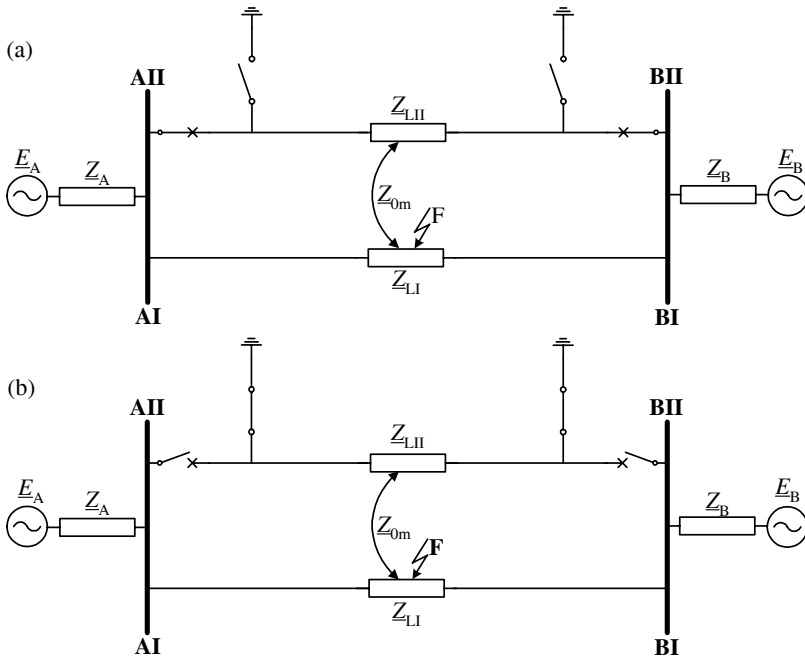 (a)
AII
BII
Z_LII
E_A
Z_A
Z_B
E_B
Z_0m
F
Z_LI
AI
BI
(b)
AII
BII
Z_LII
E_A
Z_A
Z_B
E_B
Z_0m
F
Z_LI
AI
BI